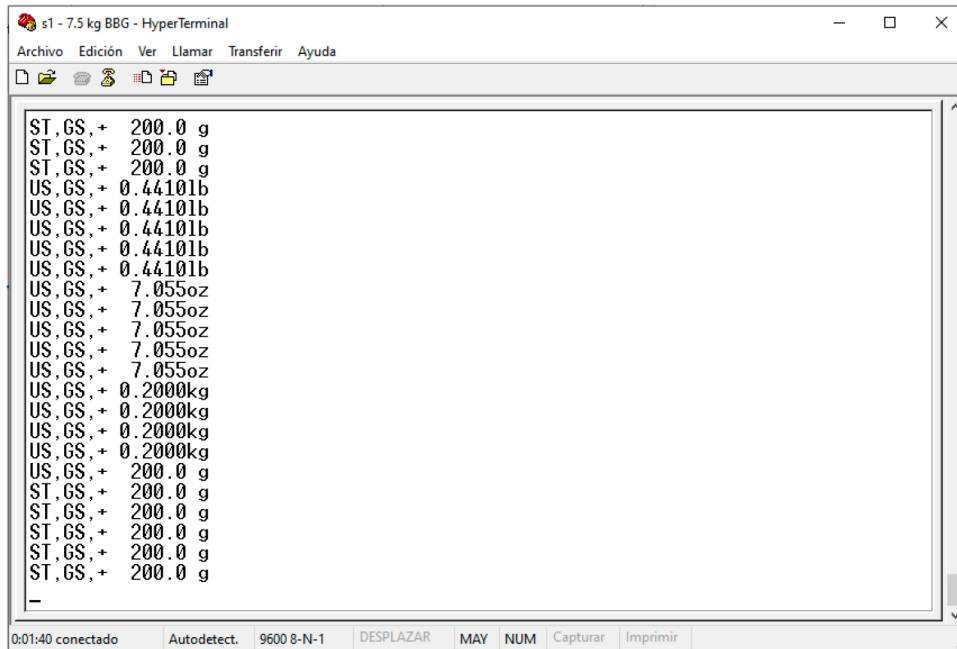 s1 - 7.5 kg BBG - HyperTerminal
Archivo Edición Ver Llamar Transferir Ayuda
ST,GS,+  200.0 g
ST,GS,+  200.0 g
ST,GS,+  200.0 g
US,GS,+ 0.4410lb
US,GS,+ 0.4410lb
US,GS,+ 0.4410lb
US,GS,+ 0.4410lb
US,GS,+ 0.4410lb
US,GS,+  7.055oz
US,GS,+  7.055oz
US,GS,+  7.055oz
US,GS,+  7.055oz
US,GS,+  7.055oz
US,GS,+ 0.2000kg
US,GS,+ 0.2000kg
US,GS,+ 0.2000kg
US,GS,+ 0.2000kg
US,GS,+  200.0 g
ST,GS,+  200.0 g
ST,GS,+  200.0 g
ST,GS,+  200.0 g
ST,GS,+  200.0 g
ST,GS,+  200.0 g
_
0:01:40 conectado Autodetect. 9600 8-N-1 DESPLAZAR MAY NUM Capturar Imprimir